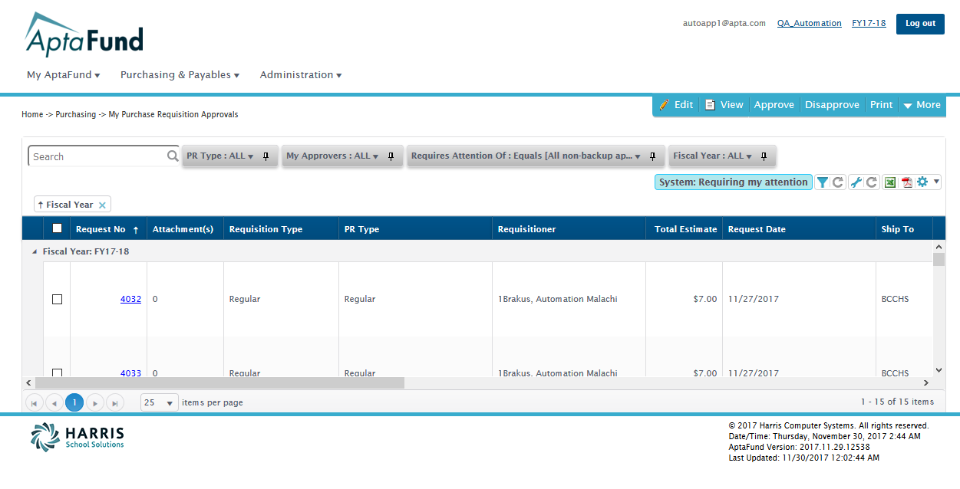 AptaFund
autoapp1@apta.com QA_Automation FY17-18 Log out
My AptaFund Purchasing & Payables Administration
Edit View Approve Disapprove Print More
Home -> Purchasing -> My Purchase Requisition Approvals
Search PR Type : ALL My Approvers : ALL Requires Attention Of : Equals [All non-backup ap... Fiscal Year : ALL
System: Requiring my attention
↑ Fiscal Year ×
Request No ↑ Attachment(s) Requisition Type PR Type Requisitioner Total Estimate Request Date Ship To
Fiscal Year: FY17-18
4032 0 Regular Regular 1Brakus, Automation Malachi $7.00 11/27/2017 BCCHS
4033 0 Regular Regular 1Brakus, Automation Malachi $7.00 11/27/2017 BCCHS
1 25 items per page 1 - 15 of 15 items
HARRIS
School Solutions
© 2017 Harris Computer Systems. All rights reserved.
Date/Time: Thursday, November 30, 2017 2:44 AM
AptaFund Version: 2017.11.29.12538
Last Updated: 11/30/2017 12:02:44 AM